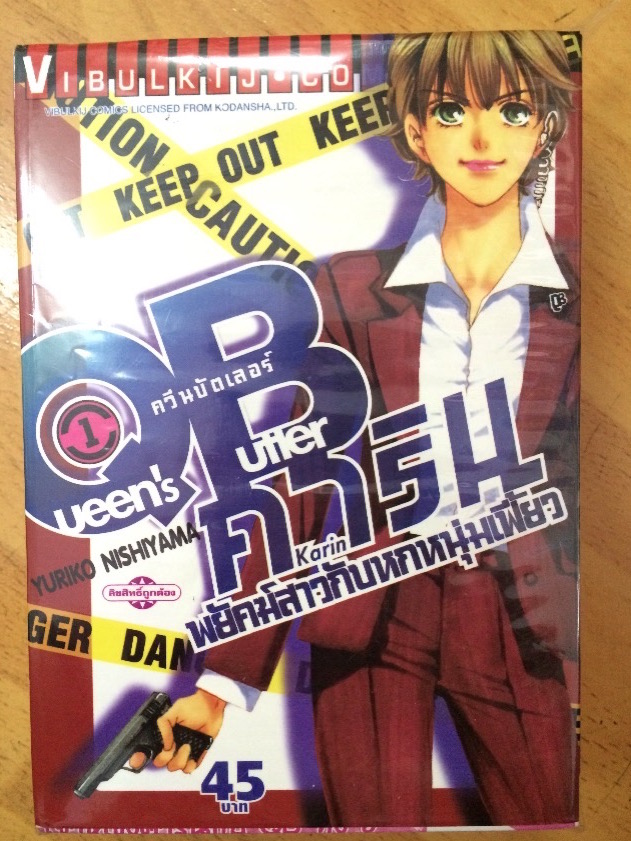 VIBULKIJ•CO
VIBULKIJ COMICS LICENSED FROM KODANSHA.,LTD.
CAUTION
KEEP OUT KEEP
ควีนบัตเลอร์
1
Queen's Butler
คาริน
Karin
พยัคฆ์สาวกับหกหนุ่มเฟี้ยว
YURIKO NISHIYAMA
ลิขสิทธิ์ถูกต้อง
GER DAN
QB
45
บาท